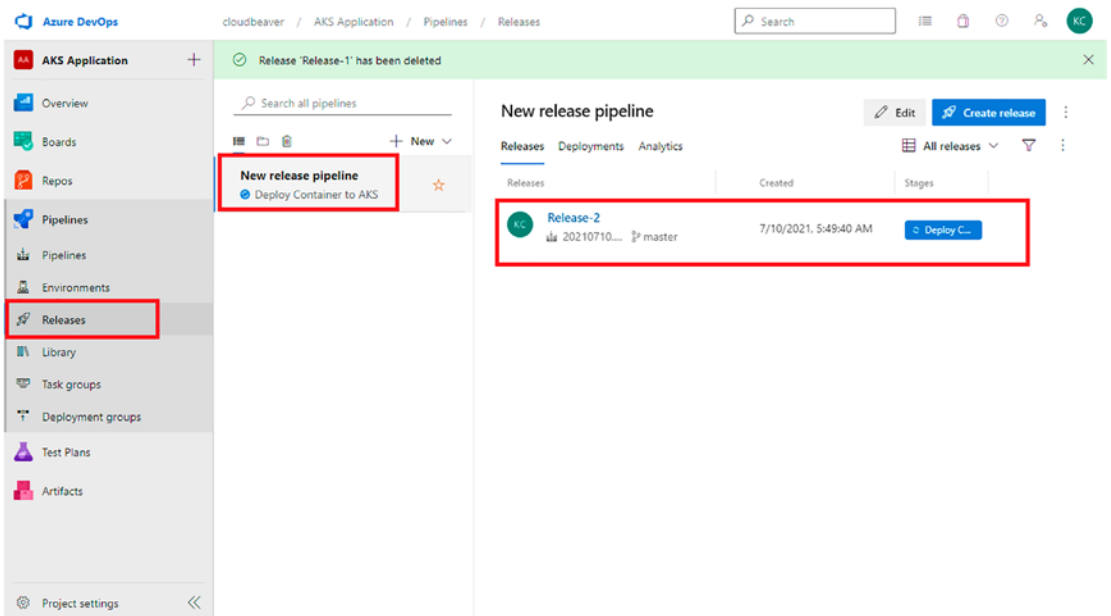 Azure DevOps
cloudbeaver / AKS Application / Pipelines / Releases
Search
KC
AA AKS Application
Release 'Release-1' has been deleted
Overview
Boards
Repos
Pipelines
Pipelines
Environments
Releases
Library
Task groups
Deployment groups
Test Plans
Artifacts
Project settings
Search all pipelines
New
New release pipeline
Deploy Container to AKS
New release pipeline
Edit
Create release
Releases Deployments Analytics
All releases
Releases Created Stages
KC
Release-2
20210710.... master
7/10/2021, 5:49:40 AM
Deploy C...